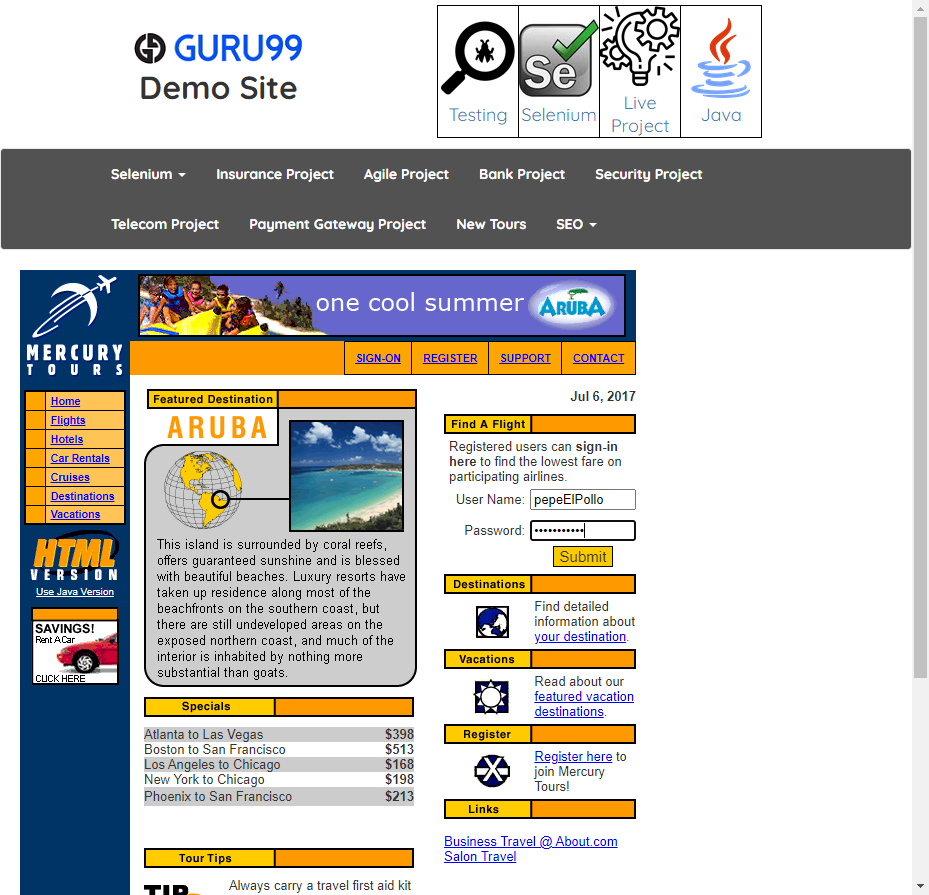 GURU99
Demo Site
Testing
Selenium
Live
Project
Java
Se
Selenium
Insurance Project
Agile Project
Bank Project
Security Project
Telecom Project
Payment Gateway Project
New Tours
SEO
one cool summer
ARUBA
MERCURY
TOURS
SIGN-ON
REGISTER
SUPPORT
CONTACT
Home
Flights
Hotels
Car Rentals
Cruises
Destinations
Vacations
HTML
VERSION
Use Java Version
SAVINGS!
Rent A Car
CLICK HERE
Featured Destination
ARUBA
This island is surrounded by coral reefs,
offers guaranteed sunshine and is blessed
with beautiful beaches. Luxury resorts have
taken up residence along most of the
beachfronts on the southern coast, but
there are still undeveloped areas on the
exposed northern coast, and much of the
interior is inhabited by nothing more
substantial than goats.
Specials
Atlanta to Las Vegas $398
Boston to San Francisco $513
Los Angeles to Chicago $168
New York to Chicago $198
Phoenix to San Francisco $213
Tour Tips
TIP
Always carry a travel first aid kit
Jul 6, 2017
Find A Flight
Registered users can sign-in
here to find the lowest fare on
participating airlines.
User Name: pepeElPollo
Password: •••••••••••
Submit
Destinations
Find detailed
information about
your destination.
Vacations
Read about our
featured vacation
destinations.
Register
Register here to
join Mercury
Tours!
Links
Business Travel @ About.com
Salon Travel